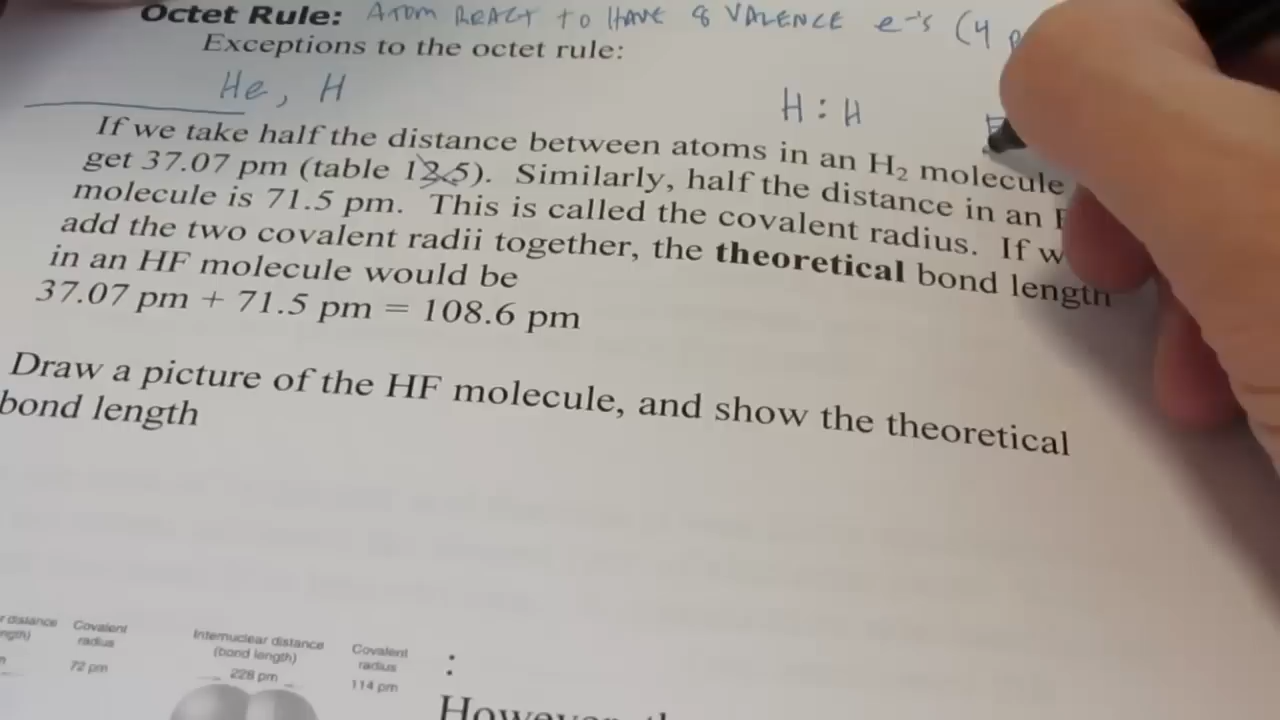 Octet Rule: ATOM REACT TO HAVE 8 VALENCE e-'s (4
Exceptions to the octet rule:
He, H
H : H
If we take half the distance between atoms in an H₂ molecule
get 37.07 pm (table 12.5). Similarly, half the distance in an F
molecule is 71.5 pm. This is called the covalent radius. If w
add the two covalent radii together, the theoretical bond length
in an HF molecule would be
37.07 pm + 71.5 pm = 108.6 pm
Draw a picture of the HF molecule, and show the theoretical
bond length
r distance Covalent
ngth) radius
72 pm
Internuclear distance
(bond length)
228 pm
Covalent
radius
114 pm
:
However, th